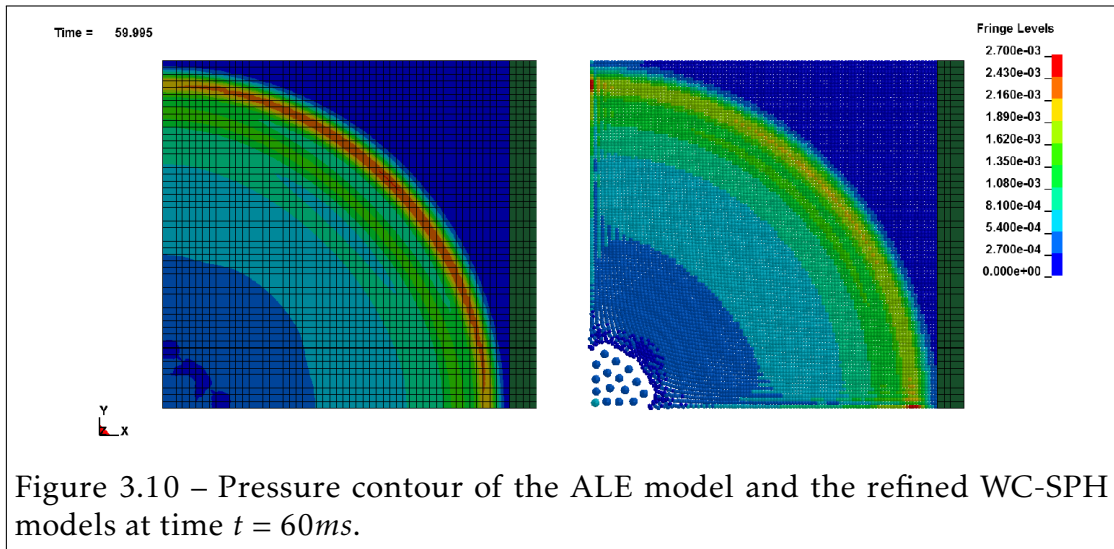 Time = 59.995
Fringe Levels
2.700e-03
2.430e-03
2.160e-03
1.890e-03
1.620e-03
1.350e-03
1.080e-03
8.100e-04
5.400e-04
2.700e-04
0.000e+00
Y
Z X
Figure 3.10 – Pressure contour of the ALE model and the refined WC-SPH
models at time t = 60ms.